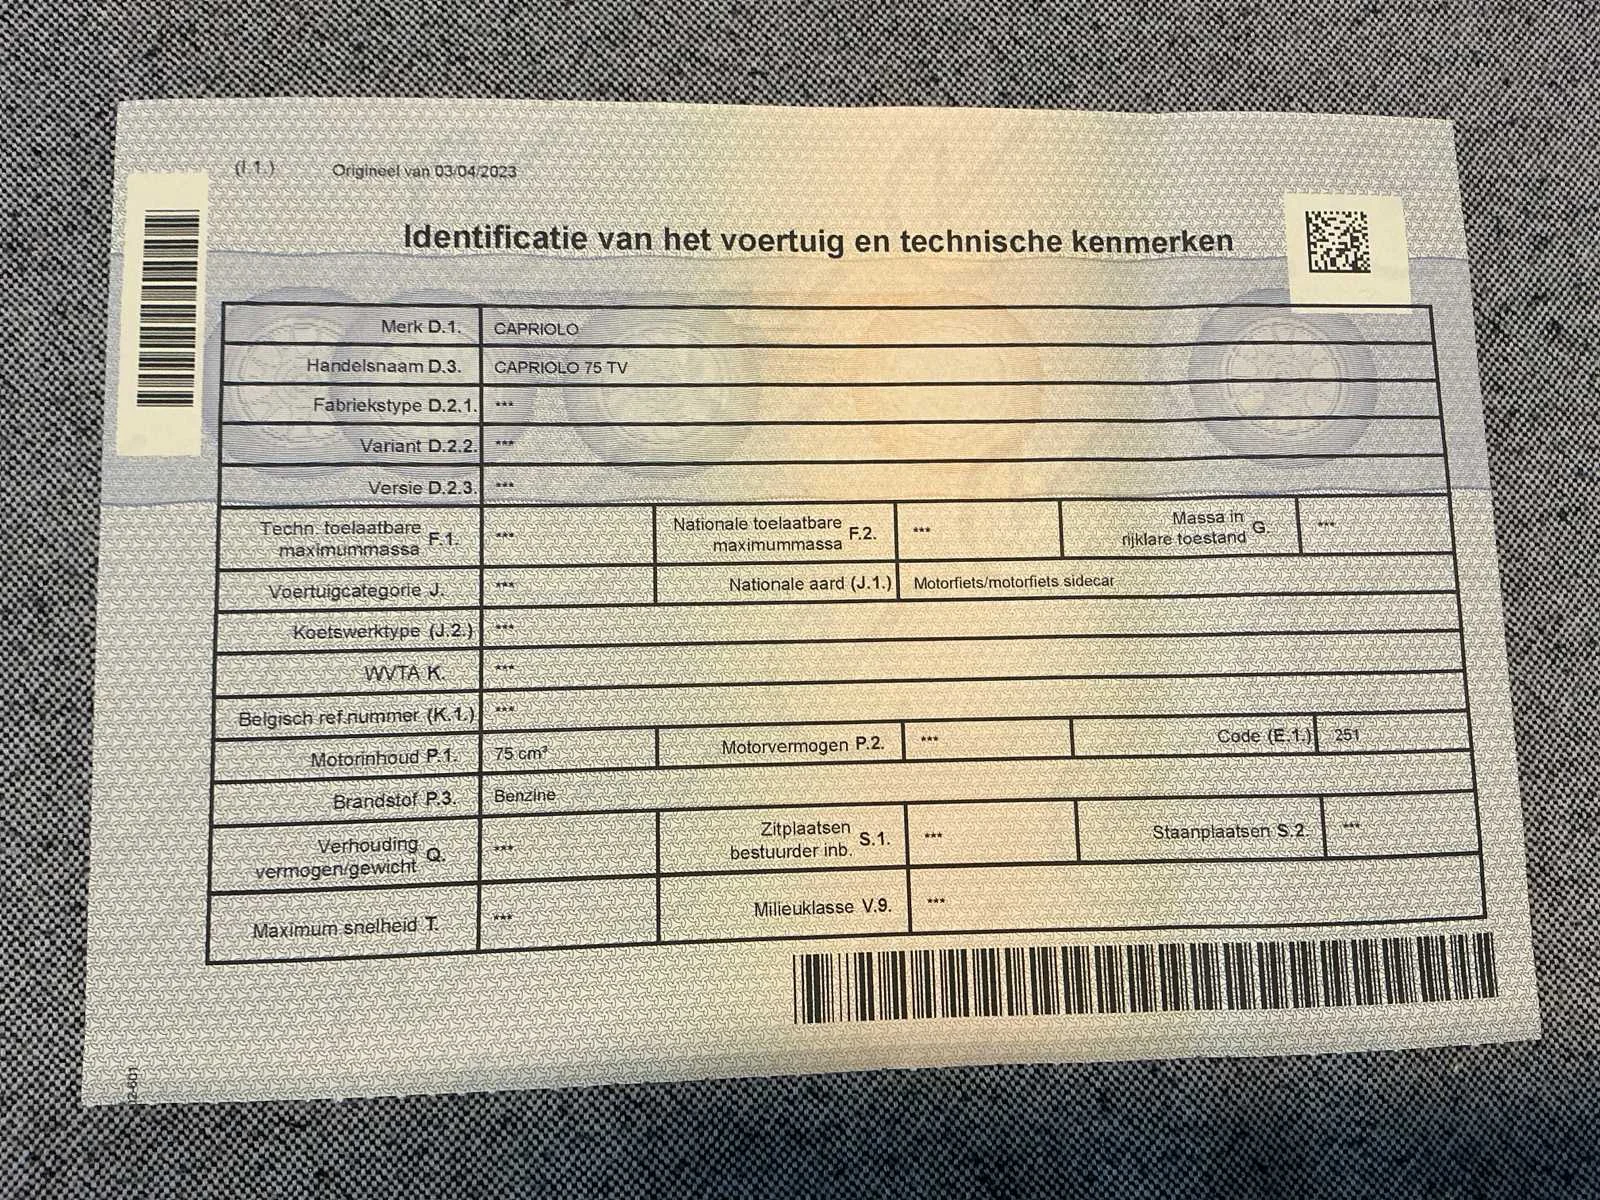 (I.1.) Origineel van 03/04/2023
Identificatie van het voertuig en technische kenmerken
Merk D.1. CAPRIOLO
Handelsnaam D.3. CAPRIOLO 75 TV
Fabriekstype D.2.1. ***
Variant D.2.2. ***
Versie D.2.3. ***
Techn. toelaatbare maximummassa F.1. *** Nationale toelaatbare maximummassa F.2. *** Massa in rijklare toestand G. ***
Voertuigcategorie J. *** Nationale aard (J.1.) Motorfiets/motorfiets sidecar
Koetswerktype (J.2.) ***
WVTA K. ***
Belgisch ref.nummer (K.1.) ***
Motorinhoud P.1. 75 cm³ Motorvermogen P.2. *** Code (E.1.) 251
Brandstof P.3. Benzine
Verhouding vermogen/gewicht Q. *** Zitplaatsen bestuurder inb. S.1. *** Staanplaatsen S.2. ***
Maximum snelheid T. *** Milieuklasse V.9. ***